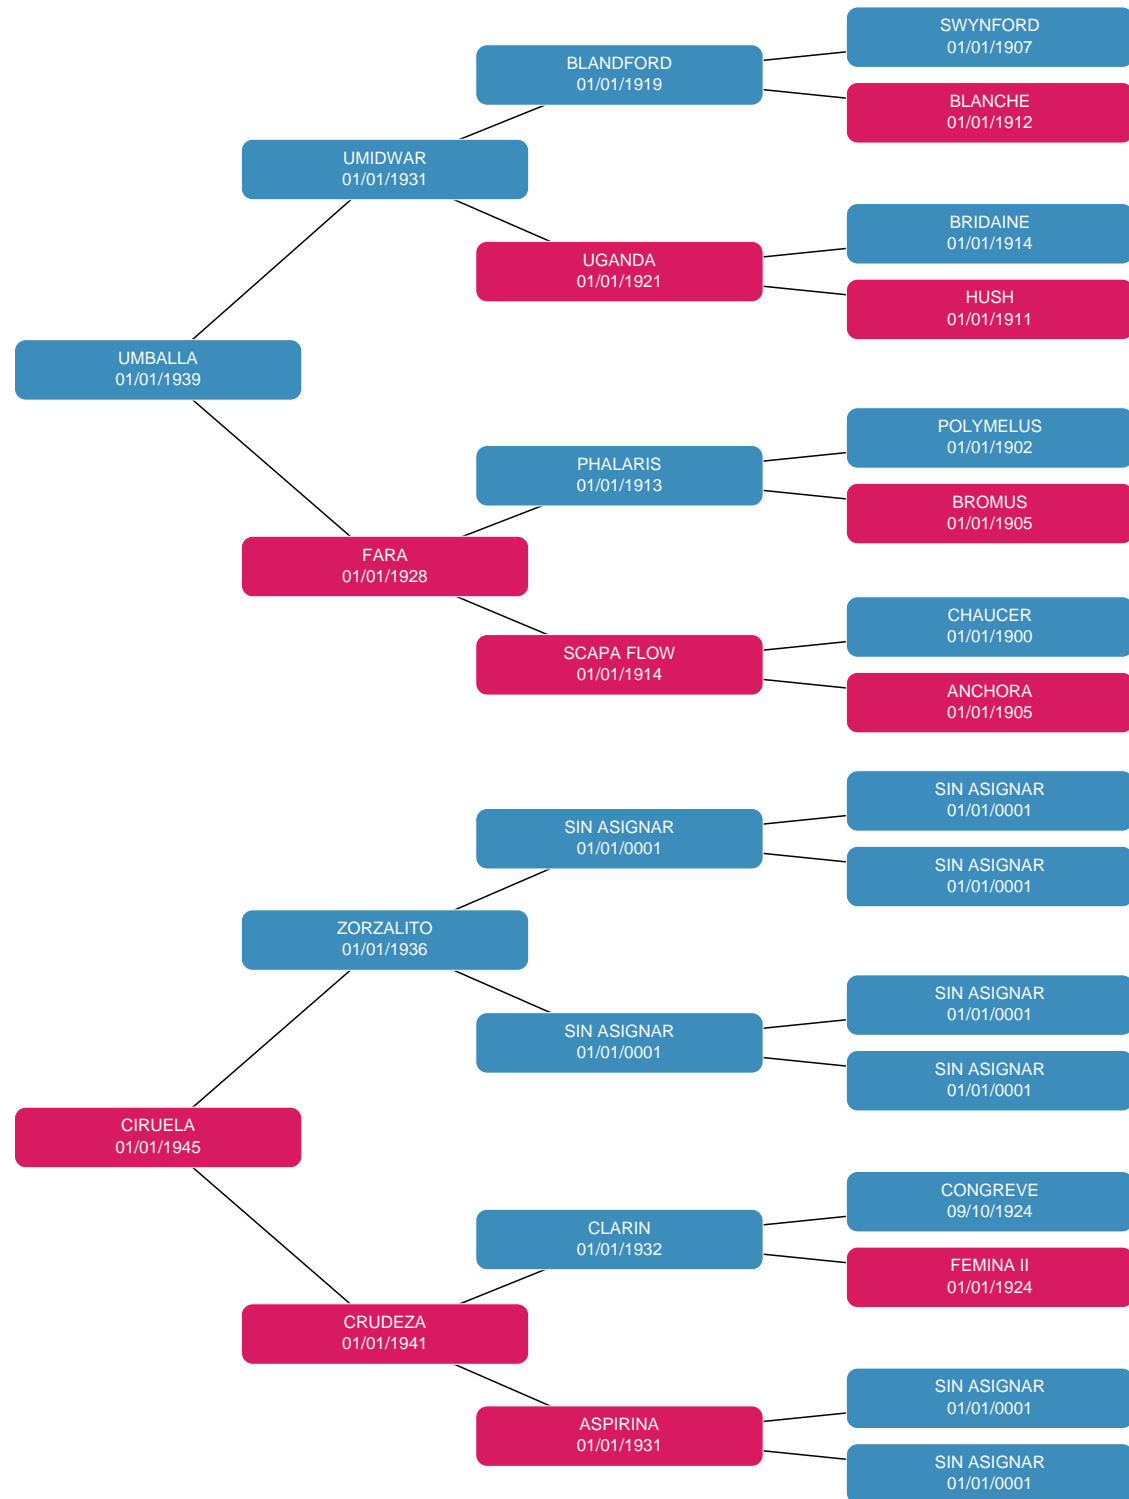 SWYNFORD
01/01/1907
BLANDFORD
01/01/1919
BLANCHE
01/01/1912
UMIDWAR
01/01/1931
BRIDAINE
01/01/1914
UGANDA
01/01/1921
HUSH
01/01/1911
UMBALLA
01/01/1939
POLYMELUS
01/01/1902
PHALARIS
01/01/1913
BROMUS
01/01/1905
FARA
01/01/1928
CHAUCER
01/01/1900
SCAPA FLOW
01/01/1914
ANCHORA
01/01/1905
SIN ASIGNAR
01/01/0001
SIN ASIGNAR
01/01/0001
SIN ASIGNAR
01/01/0001
ZORZALITO
01/01/1936
SIN ASIGNAR
01/01/0001
SIN ASIGNAR
01/01/0001
SIN ASIGNAR
01/01/0001
CIRUELA
01/01/1945
CONGREVE
09/10/1924
CLARIN
01/01/1932
FEMINA II
01/01/1924
CRUDEZA
01/01/1941
SIN ASIGNAR
01/01/0001
ASPIRINA
01/01/1931
SIN ASIGNAR
01/01/0001